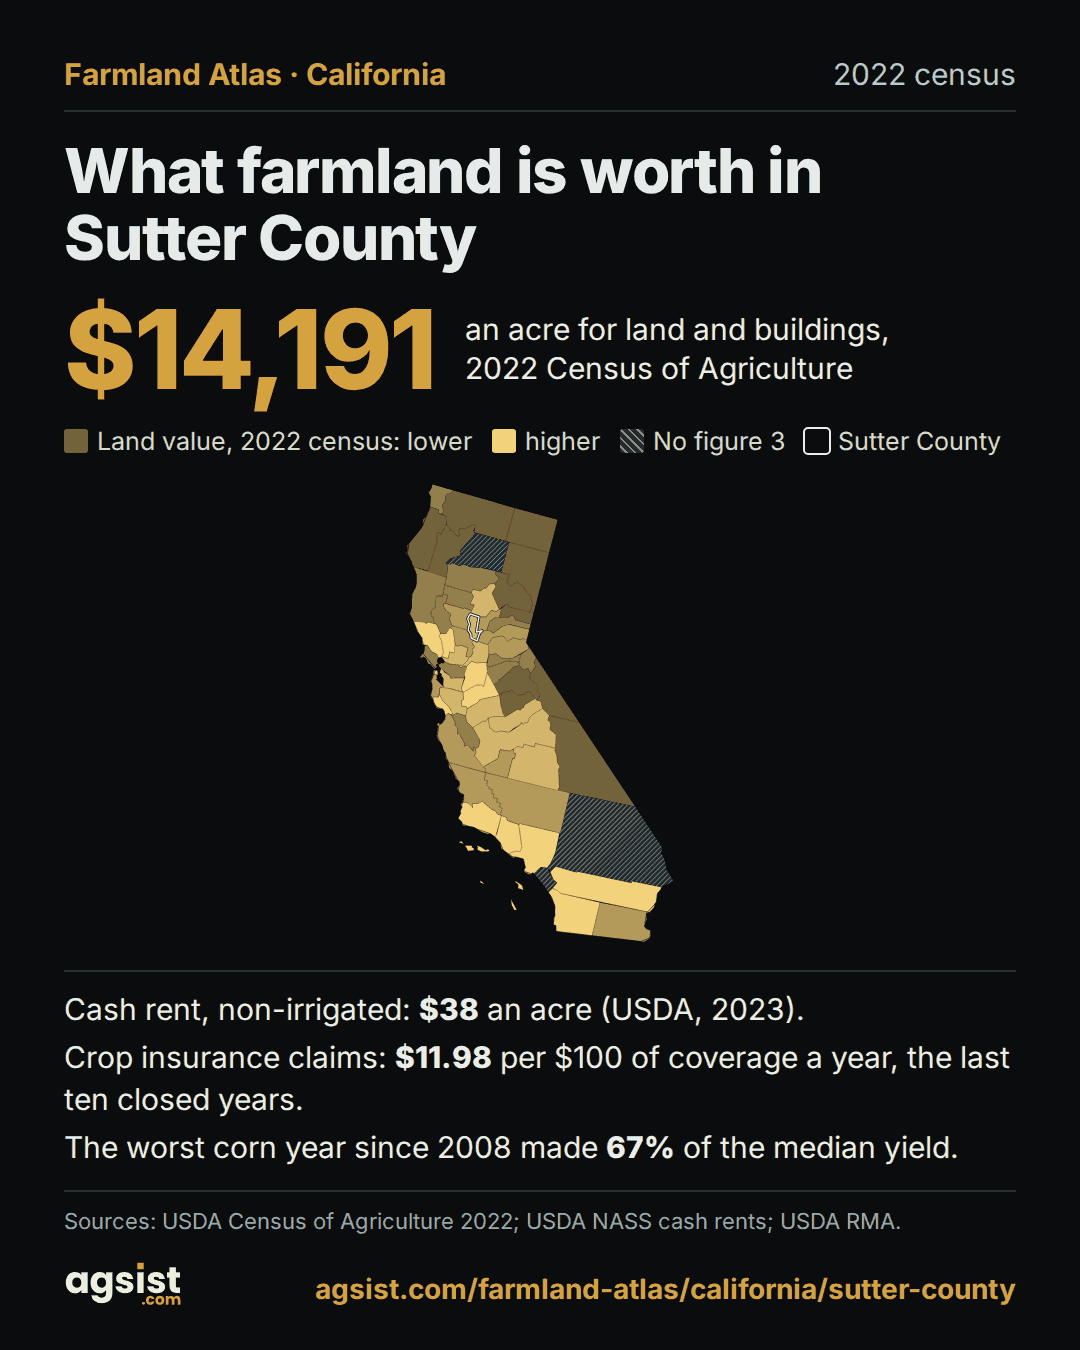 Farmland Atlas · California
2022 census
What farmland is worth in
Sutter County
$14,191
an acre for land and buildings,
2022 Census of Agriculture
Land value, 2022 census: lower
higher
No figure 3
Sutter County
Cash rent, non-irrigated: $38 an acre (USDA, 2023).
Crop insurance claims: $11.98 per $100 of coverage a year, the last
ten closed years.
The worst corn year since 2008 made 67% of the median yield.
Sources: USDA Census of Agriculture 2022; USDA NASS cash rents; USDA RMA.
agsist
.com
agsist.com/farmland-atlas/california/sutter-county